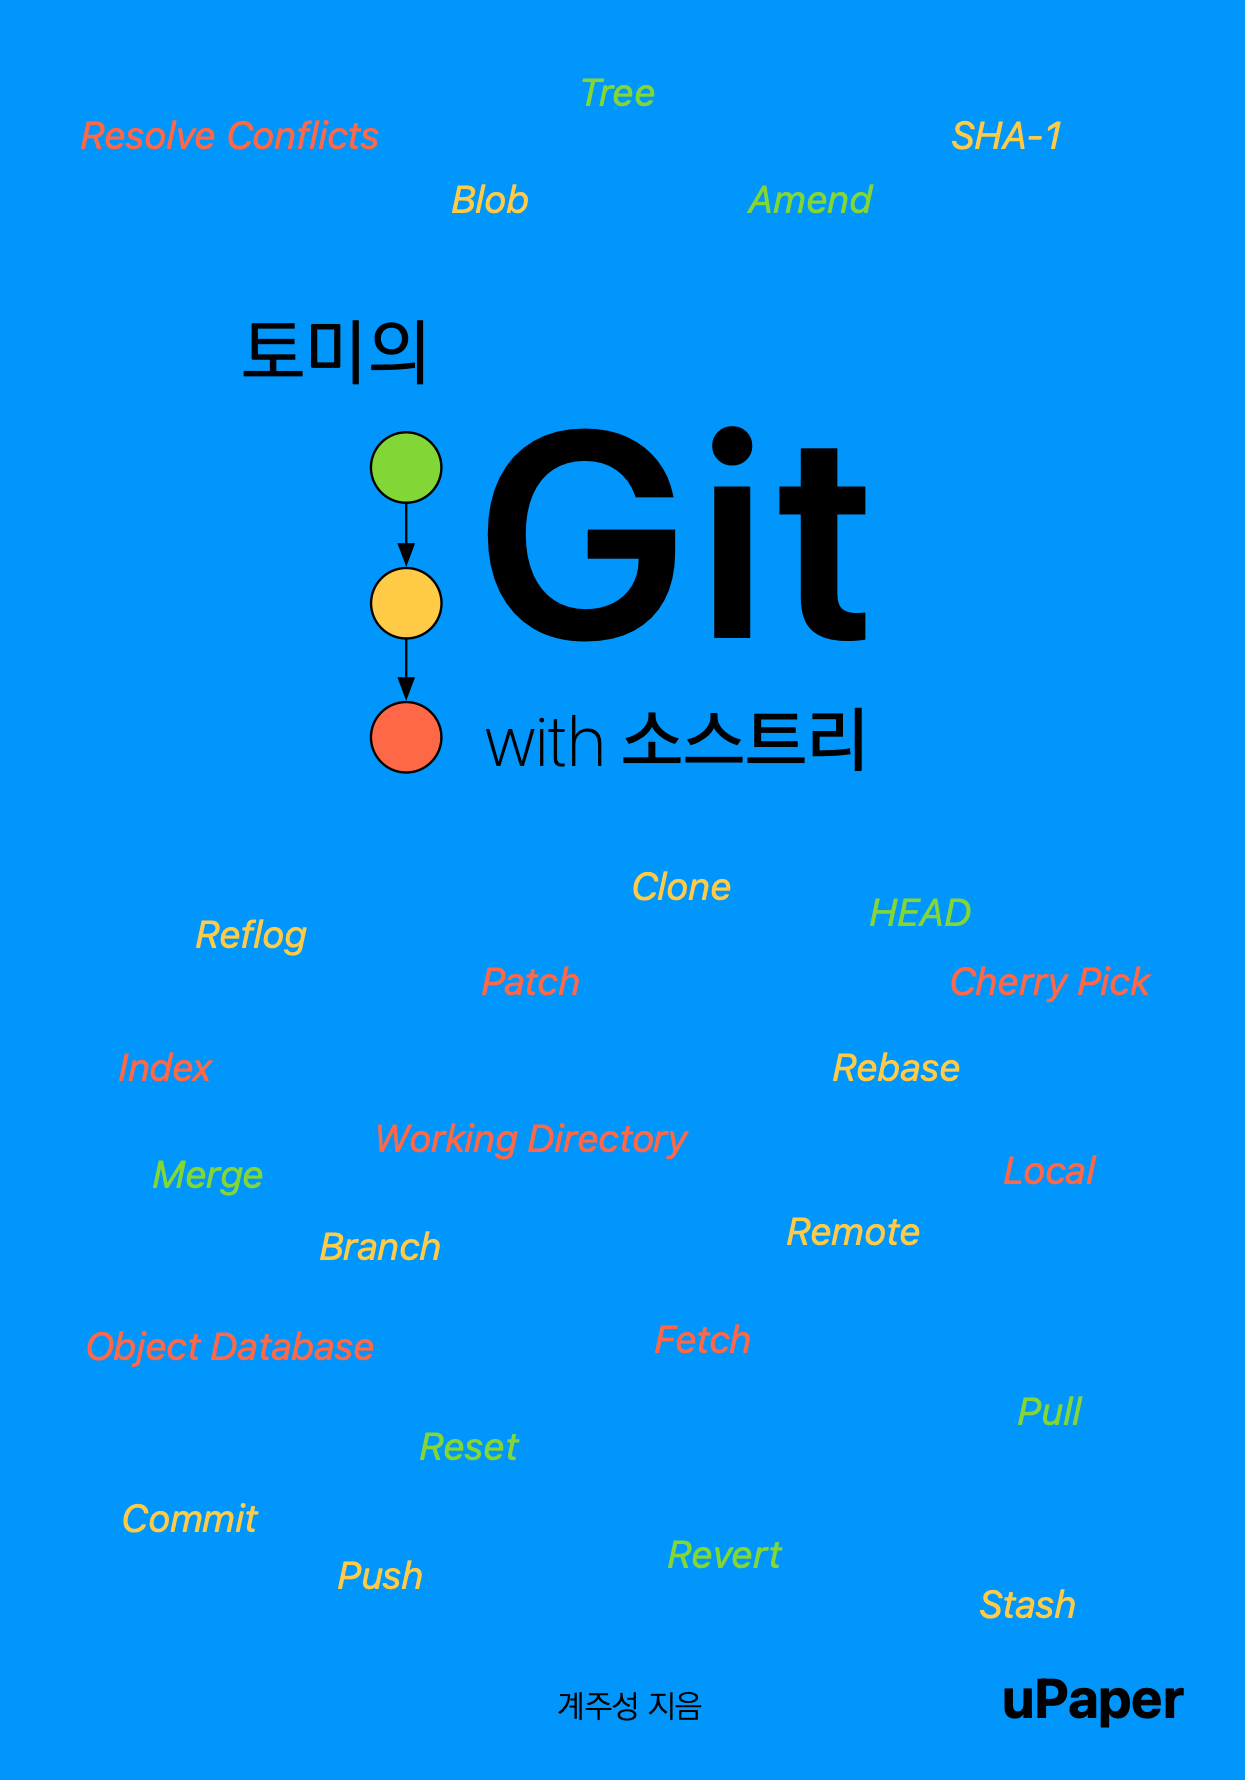 Tree
Resolve Conflicts
SHA-1
Blob
Amend
토미의
Git
with 소스트리
Clone
HEAD
Reflog
Patch
Cherry Pick
Index
Rebase
Working Directory
Merge
Local
Branch
Remote
Object Database
Fetch
Pull
Reset
Commit
Revert
Push
Stash
계주성 지음
uPaper